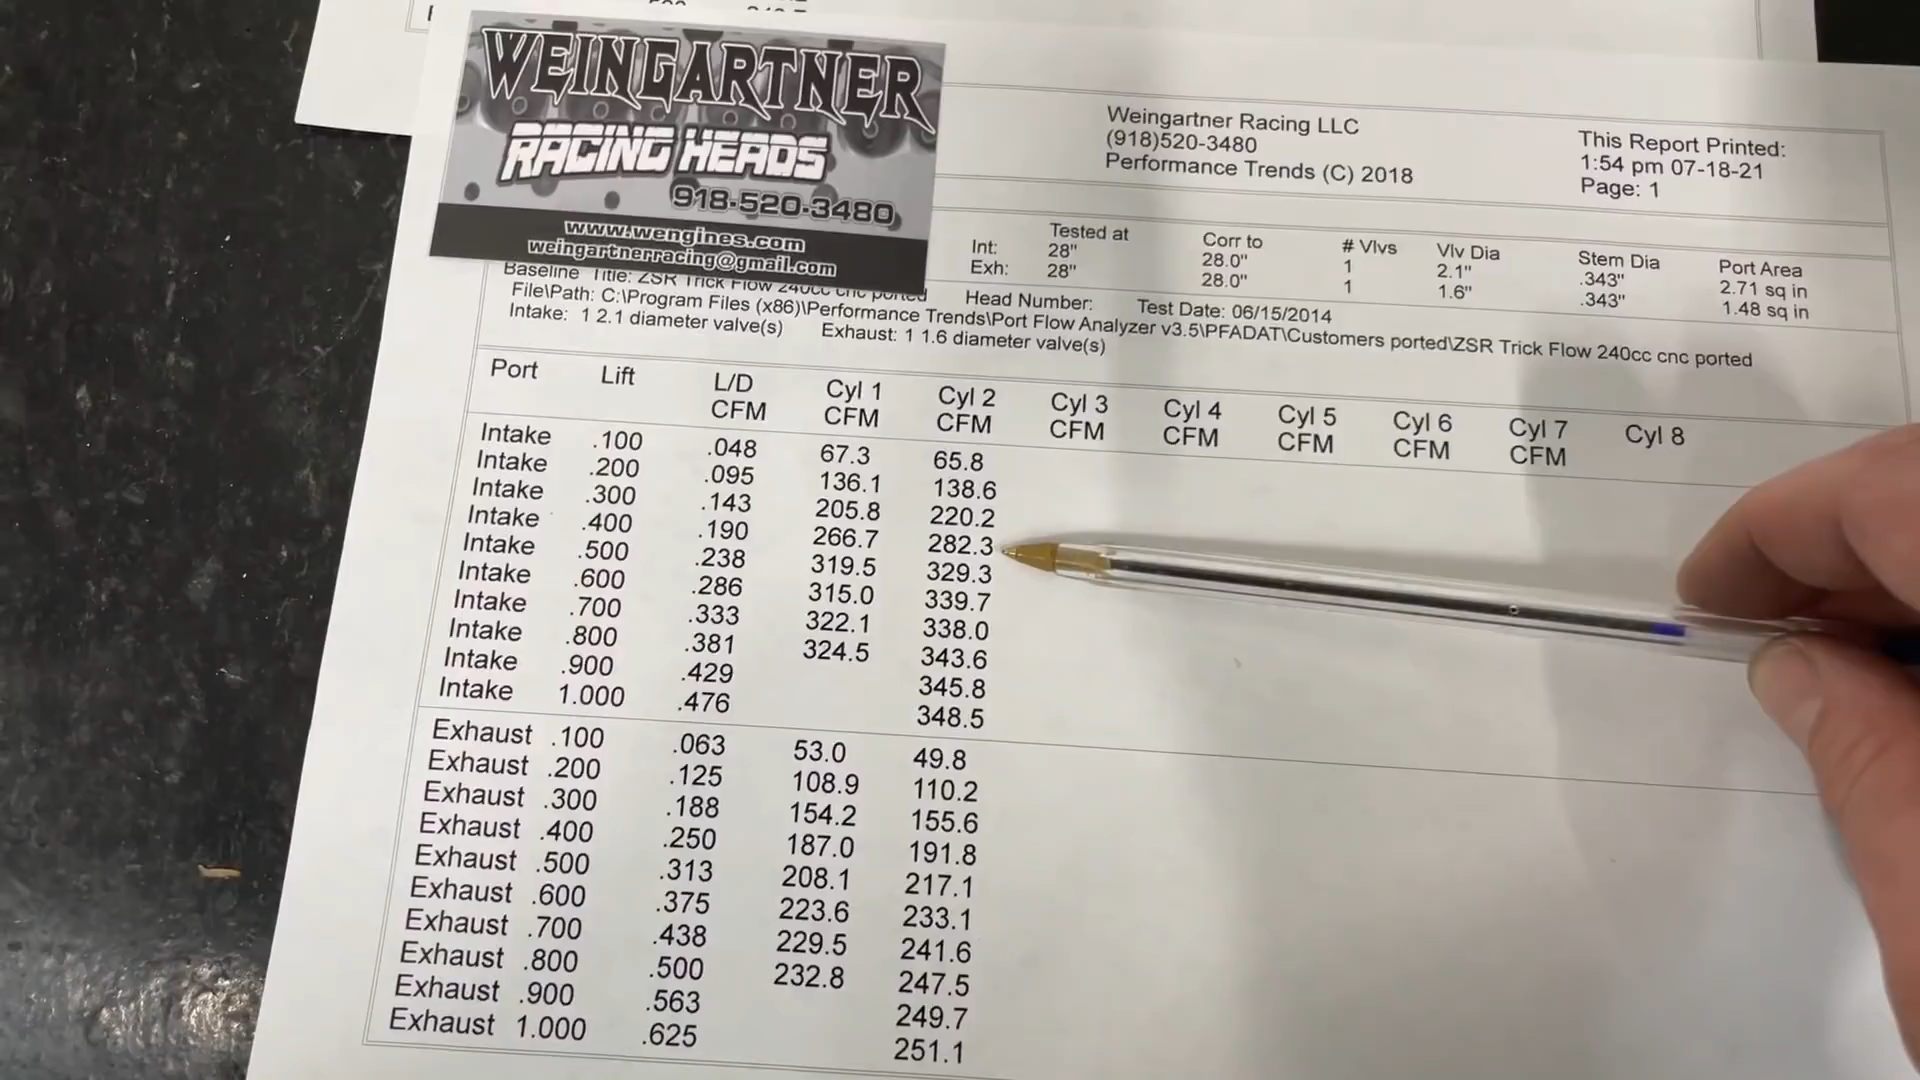 WEINGARTNER
RACING HEADS
918-520-3480
www.wengines.com
weingartnerracing@gmail.com
Weingartner Racing LLC
(918)520-3480
Performance Trends (C) 2018
This Report Printed:
1:54 pm 07-18-21
Page: 1
Tested at Corr to # Vlvs Vlv Dia Stem Dia Port Area
Int: 28" 28.0" 1 2.1" .343" 2.71 sq in
Exh: 28" 28.0" 1 1.6" .343" 1.48 sq in
Baseline Title: ZSR Trick Flow 240cc cnc ported Head Number: Test Date: 06/15/2014
File\Path: C:\Program Files (x86)\Performance Trends\Port Flow Analyzer v3.5\PFADAT\Customers ported\ZSR Trick Flow 240cc cnc ported
Intake: 1 2.1 diameter valve(s) Exhaust: 1 1.6 diameter valve(s)
Port Lift L/D Cyl 1 Cyl 2 Cyl 3 Cyl 4 Cyl 5 Cyl 6 Cyl 7 Cyl 8
CFM CFM CFM CFM CFM CFM CFM CFM
Intake .100 .048 67.3 65.8
Intake .200 .095 136.1 138.6
Intake .300 .143 205.8 220.2
Intake .400 .190 266.7 282.3
Intake .500 .238 319.5 329.3
Intake .600 .286 315.0 339.7
Intake .700 .333 322.1 338.0
Intake .800 .381 324.5 343.6
Intake .900 .429 345.8
Intake 1.000 .476 348.5
Exhaust .100 .063 53.0 49.8
Exhaust .200 .125 108.9 110.2
Exhaust .300 .188 154.2 155.6
Exhaust .400 .250 187.0 191.8
Exhaust .500 .313 208.1 217.1
Exhaust .600 .375 223.6 233.1
Exhaust .700 .438 229.5 241.6
Exhaust .800 .500 232.8 247.5
Exhaust .900 .563 249.7
Exhaust 1.000 .625 251.1